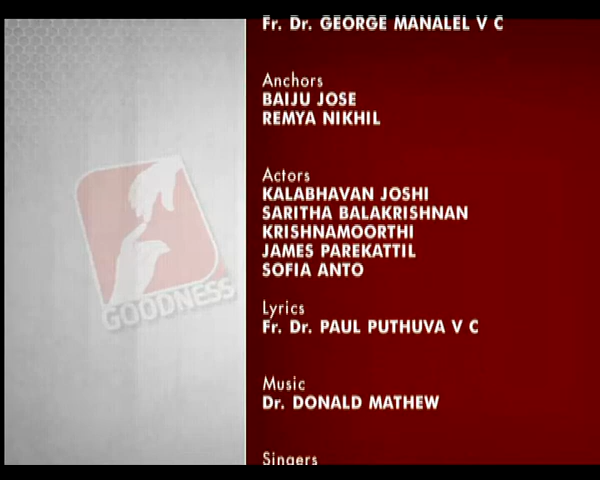 Fr. Dr. GEORGE MANALEL V C
Anchors
BAIJU JOSE
REMYA NIKHIL
Actors
KALABHAVAN JOSHI
SARITHA BALAKRISHNAN
KRISHNAMOORTHI
JAMES PAREKATTIL
SOFIA ANTO
Lyrics
Fr. Dr. PAUL PUTHUVA V C
Music
Dr. DONALD MATHEW
Singers
GOODNESS